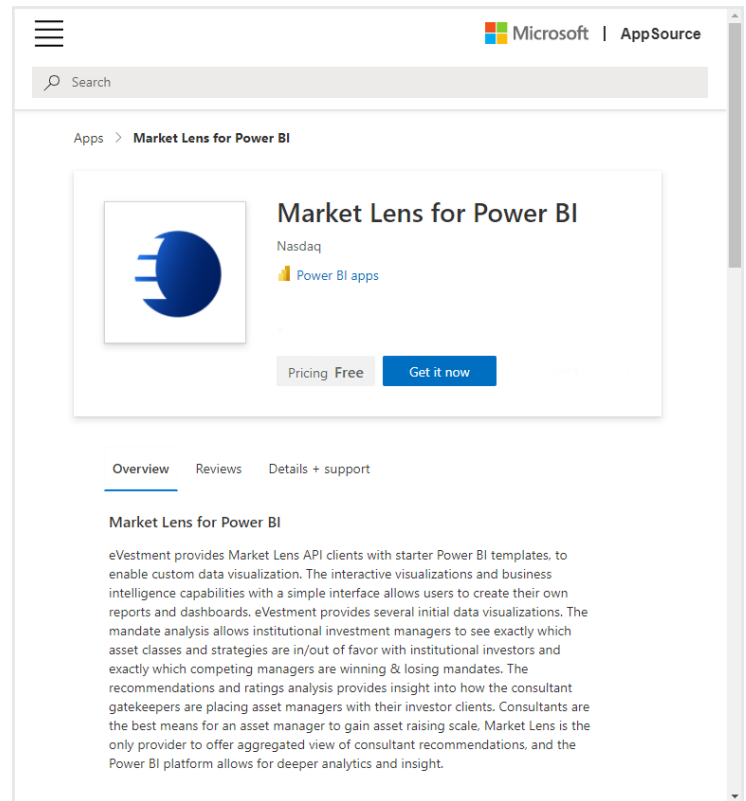 Microsoft | AppSource
Search
Apps > Market Lens for Power BI
Market Lens for Power BI
Nasdaq
Power BI apps
Pricing Free
Get it now
Overview Reviews Details + support
Market Lens for Power BI
eVestment provides Market Lens API clients with starter Power BI templates, to
enable custom data visualization. The interactive visualizations and business
intelligence capabilities with a simple interface allows users to create their own
reports and dashboards. eVestment provides several initial data visualizations. The
mandate analysis allows institutional investment managers to see exactly which
asset classes and strategies are in/out of favor with institutional investors and
exactly which competing managers are winning & losing mandates. The
recommendations and ratings analysis provides insight into how the consultant
gatekeepers are placing asset managers with their investor clients. Consultants are
the best means for an asset manager to gain asset raising scale, Market Lens is the
only provider to offer aggregated view of consultant recommendations, and the
Power BI platform allows for deeper analytics and insight.